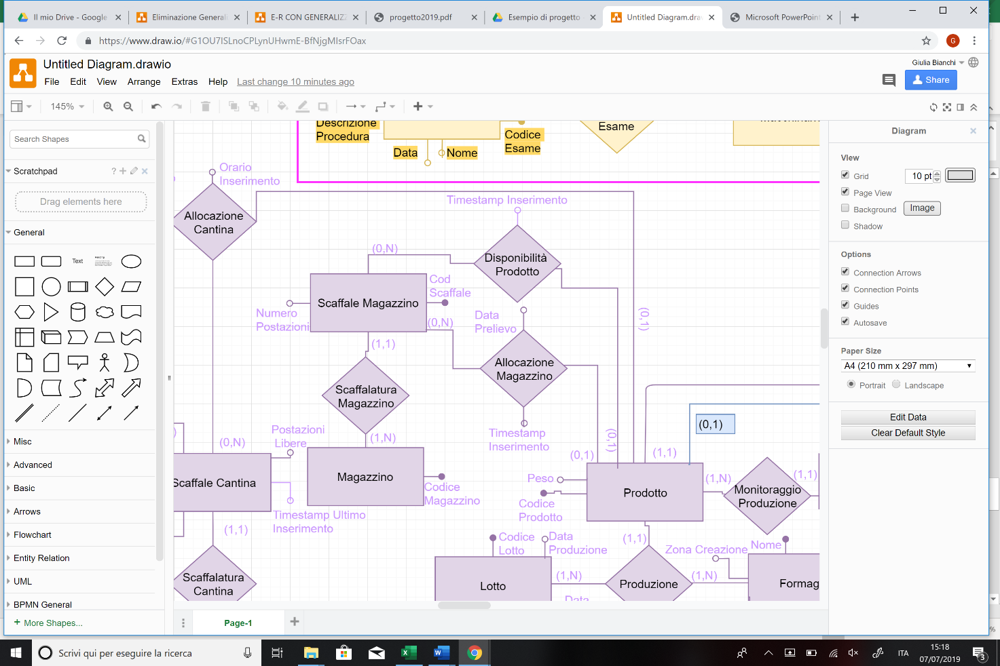 Il mio Drive - Google
Eliminazione Generali
E-R CON GENERALIZZ
progetto2019.pdf
Esempio di progetto
Untitled Diagram.dra
Microsoft PowerPoint
https://www.draw.io/#G1OU7ISLnoCPLynUHwmE-BfNjgMIsrFOax
G
Untitled Diagram.drawio
Giulia Bianchi
File Edit View Arrange Extras Help Last change 10 minutes ago
Share
145%
Search Shapes
Scratchpad
?
Drag elements here
General
Text
Heading
Misc
Advanced
Basic
Arrows
Flowchart
Entity Relation
UML
BPMN General
+ More Shapes...
Descrizione
Procedura
Data
Nome
Codice
Esame
Esame
Orario
Inserimento
Allocazione
Cantina
Timestamp Inserimento
(0,N)
Disponibilità
Prodotto
Cod
Scaffale
Scaffale Magazzino
Numero
Postazioni
(0,N)
Data
Prelievo
(0,1)
(1,1)
Allocazione
Magazzino
Scaffalatura
Magazzino
Timestamp
Inserimento
(0,1)
(0,1)
(1,1)
(0,1)
Postazioni
Libere
(0,N)
(1,N)
Scaffale Cantina
Magazzino
Codice
Magazzino
Timestamp Ultimo
Inserimento
(1,1)
Scaffalatura
Cantina
Peso
Codice
Prodotto
Prodotto
(1,N)
Monitoraggio
Produzione
(1,1)
Codice
Lotto
Data
Produzione
(1,1)
Zona Creazione
Nome
Lotto
(1,N)
Produzione
(1,N)
Formag
Data
Page-1
Diagram
View
Grid
10 pt
Page View
Background
Image
Shadow
Options
Connection Arrows
Connection Points
Guides
Autosave
Paper Size
A4 (210 mm x 297 mm)
Portrait
Landscape
Edit Data
Clear Default Style
%
Scrivi qui per eseguire la ricerca
ITA
15:18
07/07/2019
3